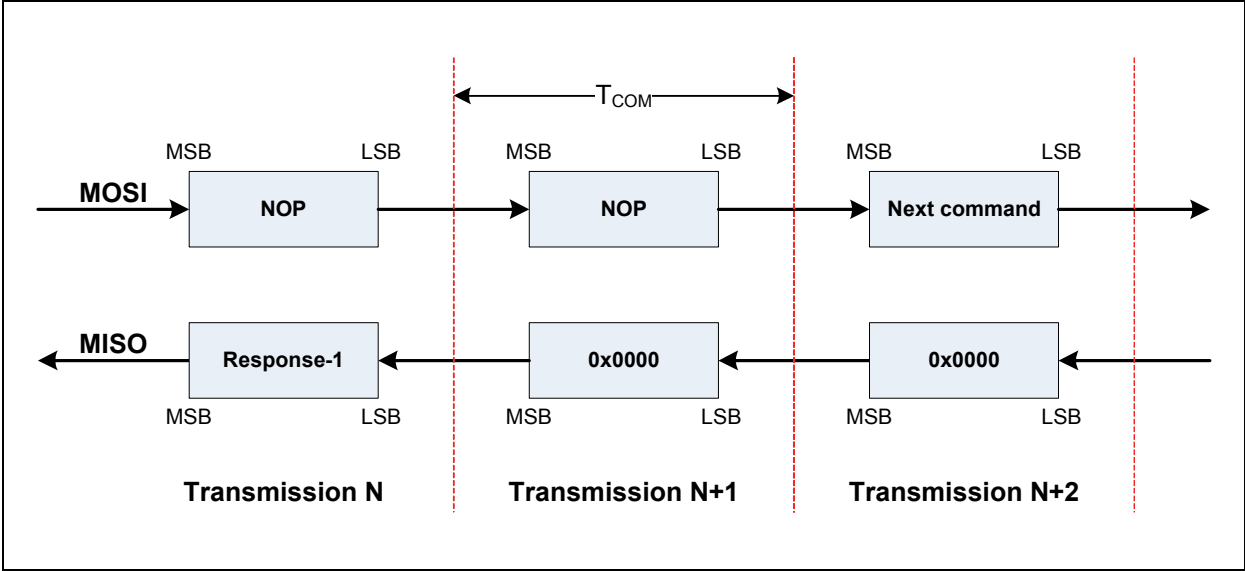 T_COM
MSB LSB MSB LSB MSB LSB
MOSI NOP NOP Next command
MISO Response-1 0x0000 0x0000
MSB LSB MSB LSB MSB LSB
Transmission N Transmission N+1 Transmission N+2